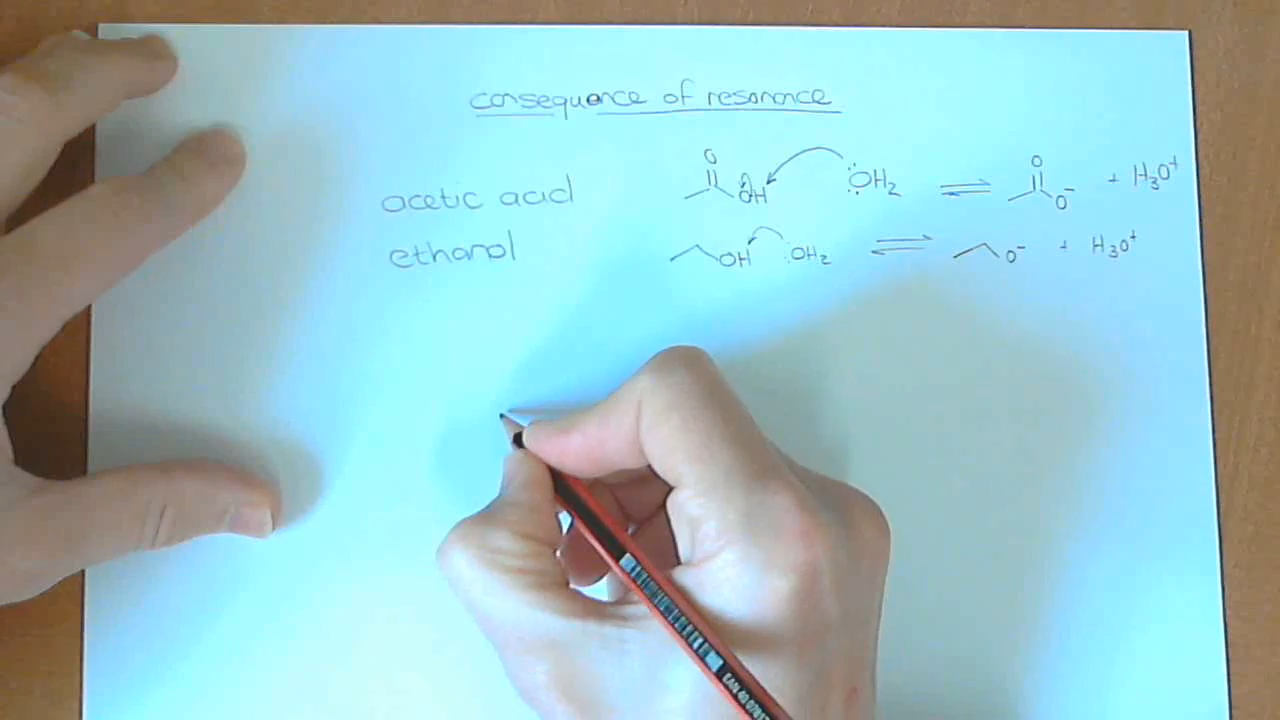 consequence of resonance
acetic acid O OH :OH2 ⇌ O O⁻ + H3O⁺
ethanol OH :OH2 ⇌ O⁻ + H3O⁺